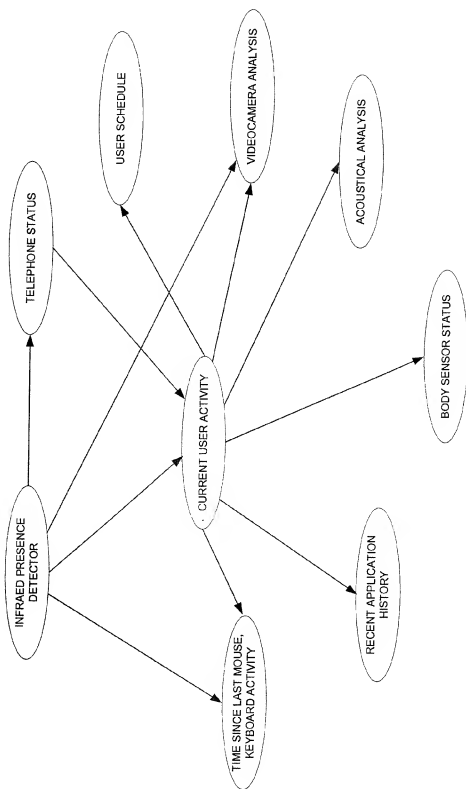 INFRAED PRESENCE
DETECTOR
TELEPHONE STATUS
USER SCHEDULE
VIDEOCAMERA ANALYSIS
CURRENT USER ACTIVITY
TIME SINCE LAST MOUSE,
KEYBOARD ACTIVITY
ACOUSTICAL ANALYSIS
RECENT APPLICATION
HISTORY
BODY SENSOR STATUS